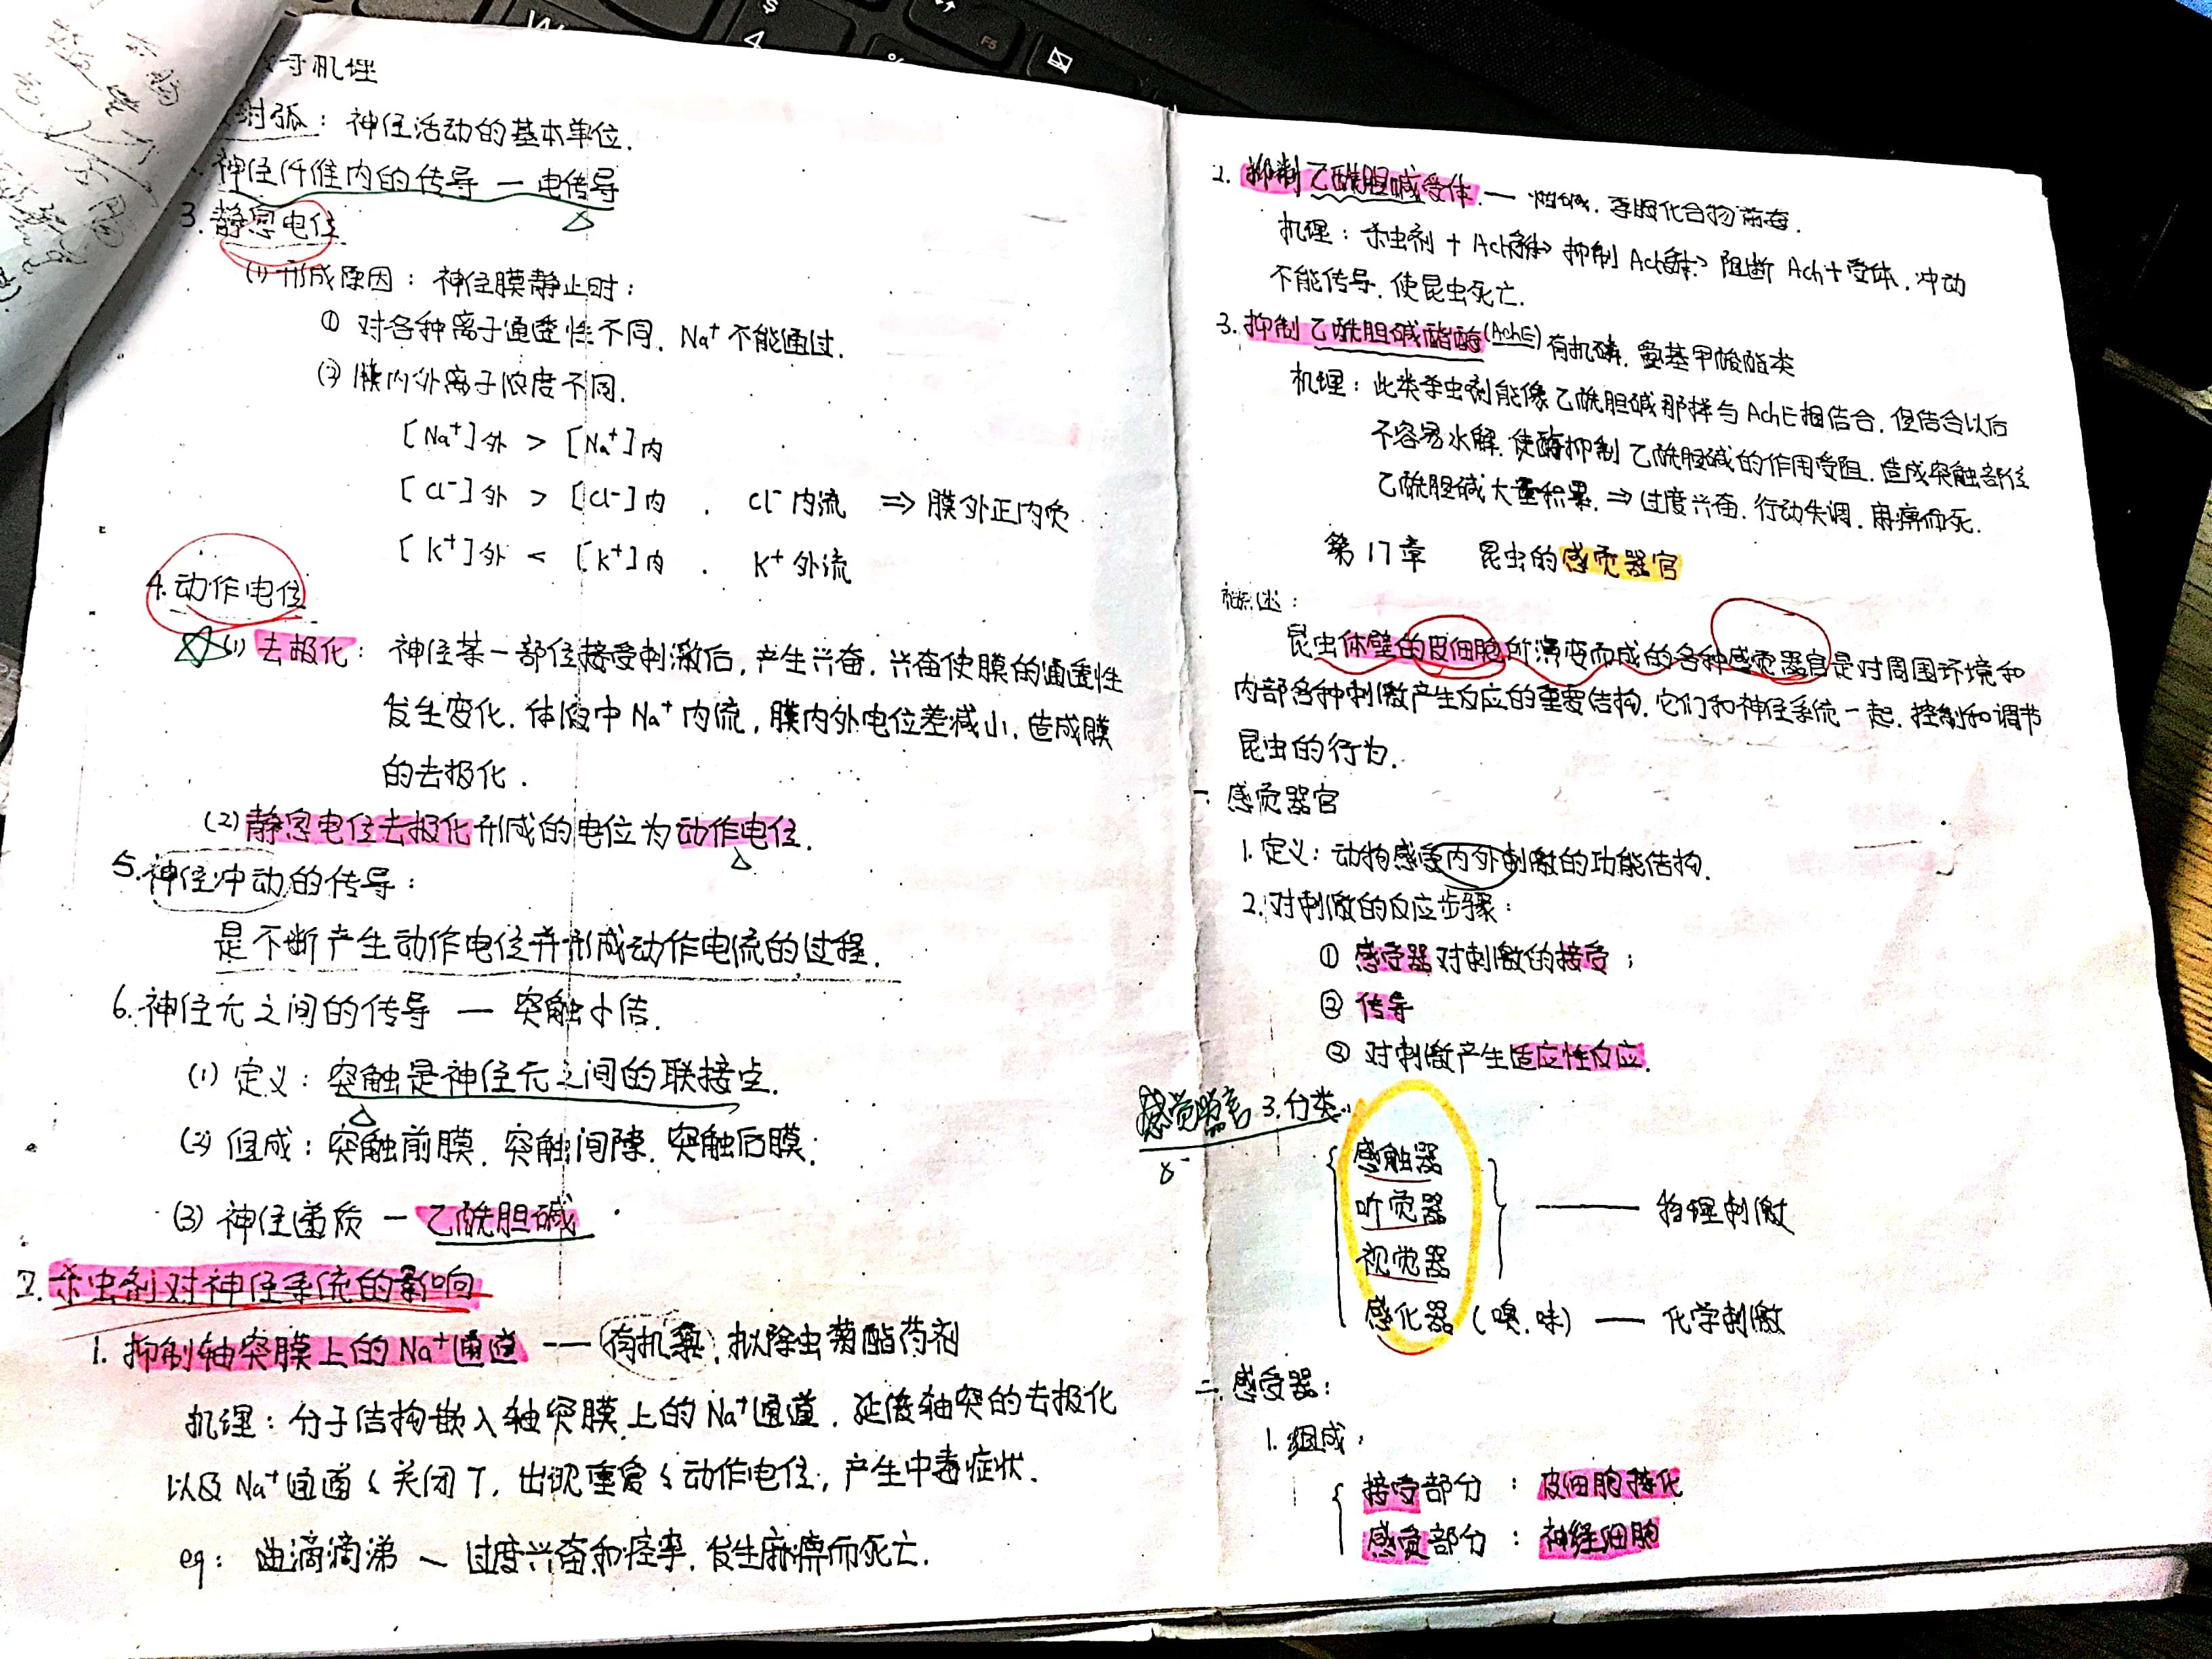 导机理
射弧：神经活动的基本单位.
神经纤维内的传导 — 电传导
3. 静息电位
(1) 形成原因：神经膜静止时：
① 对各种离子通透性不同. Na⁺ 不能通过.
② 膜内外离子浓度不同.
[Na⁺]外 > [Na⁺]内
[Cl⁻]外 > [Cl⁻]内 . Cl⁻ 内流 ⇒ 膜外正内负
[K⁺]外 < [K⁺]内 . K⁺ 外流
4. 动作电位
☆(1) 去极化：神经某一部位接受刺激后, 产生兴奋. 兴奋使膜的通透性
发生变化. 体液中 Na⁺ 内流, 膜内外电位差减小. 造成膜
的去极化.
(2) 静息电位去极化形成的电位为动作电位.
5. 神经冲动的传导：
是不断产生动作电位并形成动作电流的过程.
6. 神经元之间的传导 — 突触小结.
(1) 定义：突触是神经元之间的联接点.
(2) 组成：突触前膜. 突触间隙. 突触后膜;
(3) 神经递质 — 乙酰胆碱
7. 杀虫剂对神经系统的影响
1. 抑制轴突膜上的 Na⁺通道 — 有机氯, 拟除虫菊酯药剂
机理：分子结构嵌入轴突膜上的 Na⁺通道. 延缓轴突的去极化
以及 Na⁺通道 关闭了. 出现重复 动作电位, 产生中毒症状.
eg： 滴滴涕 — 过度兴奋和痉挛. 发生麻痹而死亡.
2. 抑制乙酰胆碱受体. — 烟碱.
机理：杀虫剂 + 抑制 阻断 Ach+受体. 冲动
不能传导. 使昆虫死亡.
3. 抑制乙酰胆碱酯酶(AchE) 有机磷. 氨基甲酸酯类
机理：此类杀虫剂能像乙酰胆碱那样与 AchE相结合. 但结合以后
不容易水解. 使酶抑制乙酰胆碱的作用受阻. 造成突触部位
乙酰胆碱大量积累. ⇒ 过度兴奋. 行动失调. 麻痹而死.
第17章 昆虫的感觉器官
概述：
昆虫体壁的皮细胞所演变而成的各种感觉器官是对周围环境和
内部各种刺激产生反应的重要结构. 它们和神经系统一起. 控制和调节
昆虫的行为.
一. 感觉器官
1. 定义：动物感受内外刺激的功能结构.
2. 对刺激的反应步骤：
① 感受器对刺激的接受;
② 传导
③ 对刺激产生适应性反应.
感觉器官 3. 分类
感触器
听觉器 —— 物理刺激
视觉器
感化器 (嗅. 味) — 化学刺激
二. 感受器：
1. 组成：
接受部分 ： 皮细胞特化
感觉部分 ： 神经细胞